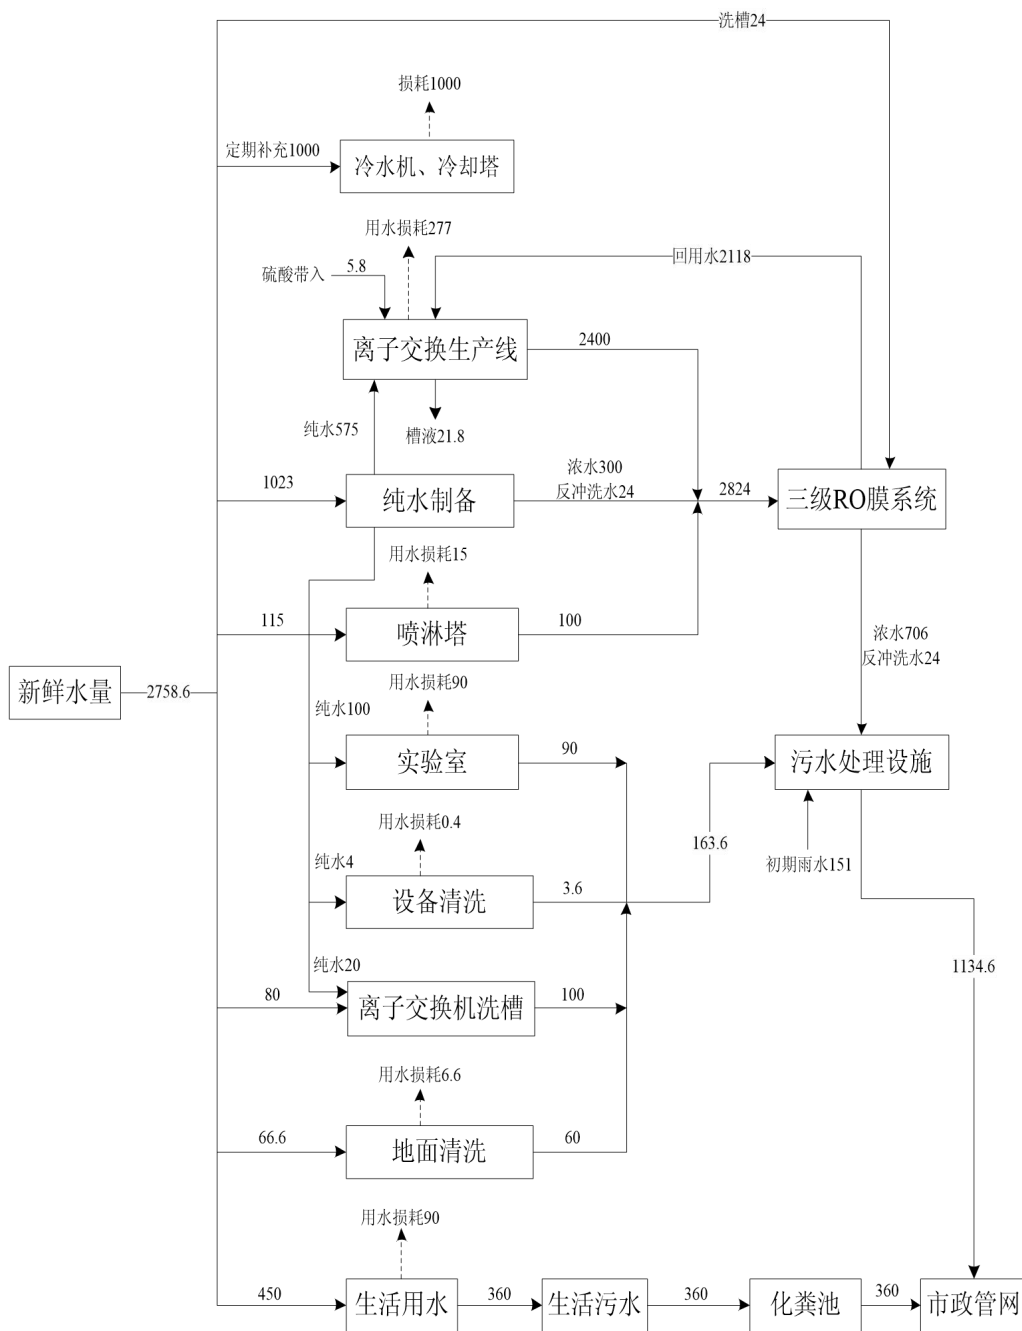 洗槽24
损耗1000
定期补充1000
冷水机、冷却塔
用水损耗277
硫酸带入
5.8
回用水2118
离子交换生产线
2400
纯水575
槽液21.8
1023
纯水制备
浓水300
反冲洗水24
2824
三级RO膜系统
用水损耗15
115
喷淋塔
100
浓水706
反冲洗水24
新鲜水量
2758.6
用水损耗90
纯水100
实验室
90
污水处理设施
用水损耗0.4
163.6
初期雨水151
纯水4
设备清洗
3.6
纯水20
80
离子交换机洗槽
100
1134.6
用水损耗6.6
66.6
地面清洗
60
用水损耗90
450
生活用水
360
生活污水
360
化粪池
360
市政管网